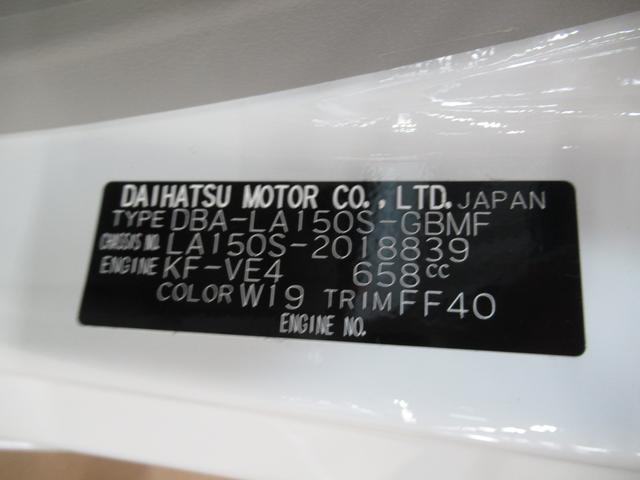 DAIHATSU MOTOR CO., LTD. JAPAN
TYPE DBA-LA150S-GBMF
CHASSIS NO. LA150S-2018839
ENGINE KF-VE4 658cc
COLOR W19 TRIM FF40
ENGINE NO.